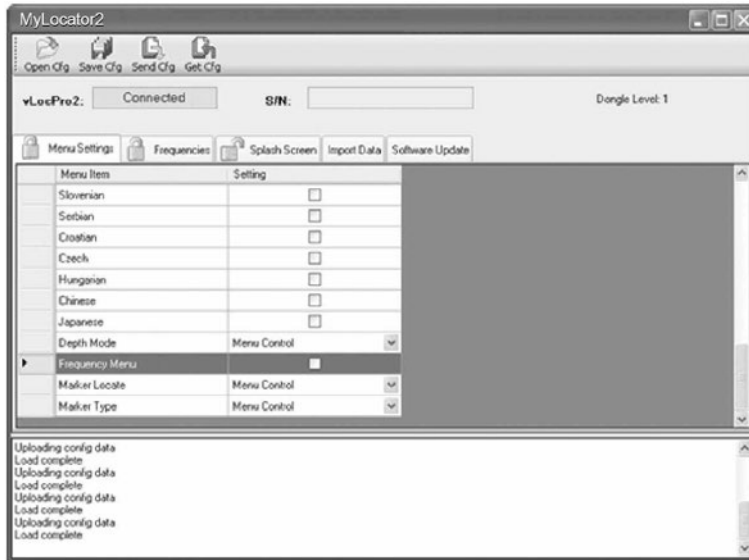 MyLocator2
Open Cfg Save Cfg Send Cfg Get Cfg
vLocPro2: Connected S/N: Dongle Level: 1
Menu Settings Frequencies Splash Screen Import Data Software Update
Menu Item Setting
Slovenian
Serbian
Croatian
Czech
Hungarian
Chinese
Japanese
Depth Mode Menu Control
Frequency Menu
Marker Locate Menu Control
Marker Type Menu Control
Uploading config data
Load complete
Uploading config data
Load complete
Uploading config data
Load complete
Uploading config data
Load complete